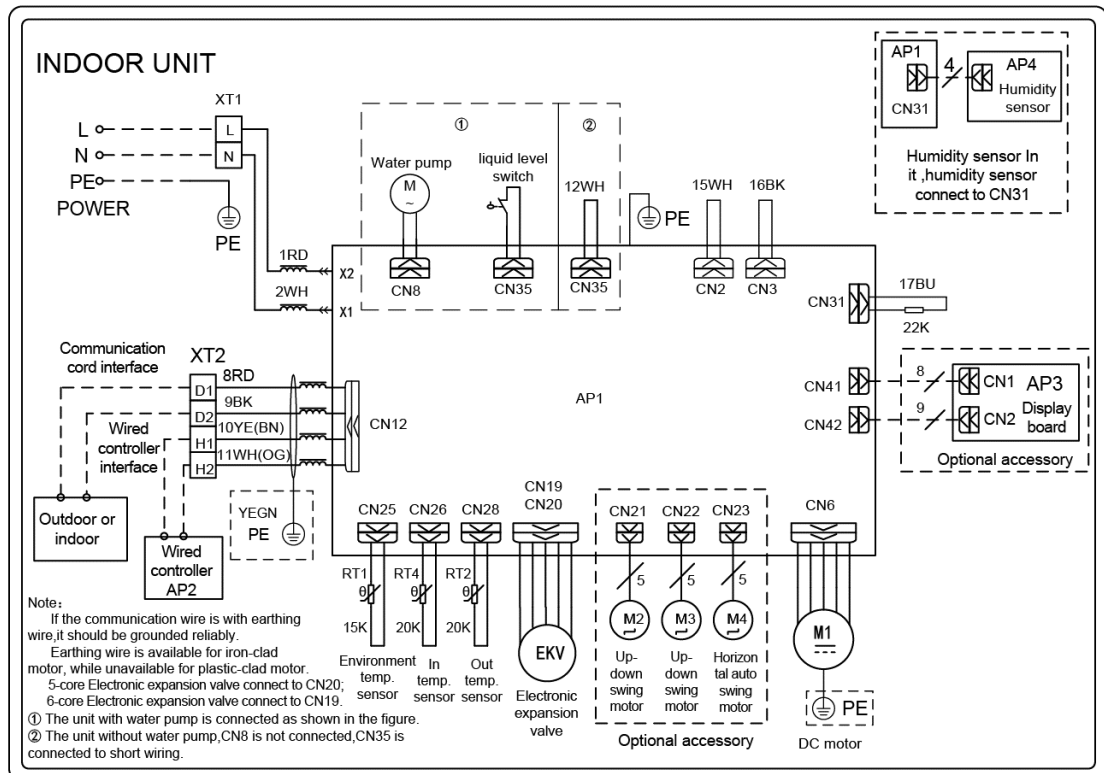 INDOOR UNIT
XT1
L
L
N
N
PE
POWER
PE
①
②
Water pump
M
~
liquid level
switch
12WH
CN8
CN35
CN35
PE
15WH
16BK
CN2
CN3
AP1
CN31
4
AP4
Humidity
sensor
Humidity sensor In
it ,humidity sensor
connect to CN31
1RD
X2
2WH
X1
CN31
17BU
22K
Communication
cord interface
XT2
D1
8RD
D2
9BK
H1
10YE(BN)
H2
11WH(OG)
CN12
Wired
controller
interface
AP1
CN41
8
CN1
CN42
9
CN2
AP3
Display
board
Optional accessory
Outdoor or
indoor
Wired
controller
AP2
YEGN
PE
CN25
CN26
CN28
CN19
CN20
CN21
CN22
CN23
CN6
RT1
θ
15K
RT4
θ
20K
RT2
θ
20K
Environment
temp.
sensor
In
temp.
sensor
Out
temp.
sensor
EKV
Electronic
expansion
valve
5
5
5
M2
M3
M4
Up-
down
swing
motor
Up-
down
swing
motor
Horizon
tal auto
swing
motor
Optional accessory
M1
PE
DC motor
Note:
If the communication wire is with earthing
wire,it should be grounded reliably.
Earthing wire is available for iron-clad
motor, while unavailable for plastic-clad motor.
5-core Electronic expansion valve connect to CN20;
6-core Electronic expansion valve connect to CN19.
① The unit with water pump is connected as shown in the figure.
② The unit without water pump,CN8 is not connected,CN35 is
connected to short wiring.